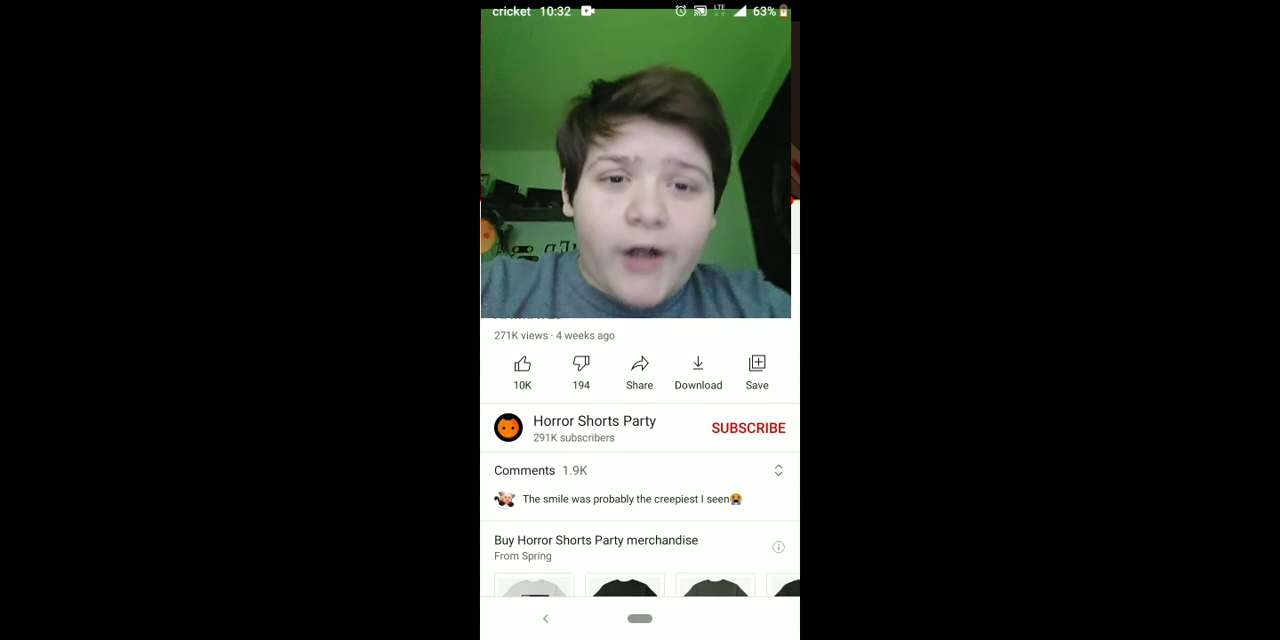 cricket 10:32 LTE 63%
271K views · 4 weeks ago
10K 194 Share Download Save
Horror Shorts Party SUBSCRIBE
291K subscribers
Comments 1.9K
The smile was probably the creepiest I seen😭
Buy Horror Shorts Party merchandise
From Spring